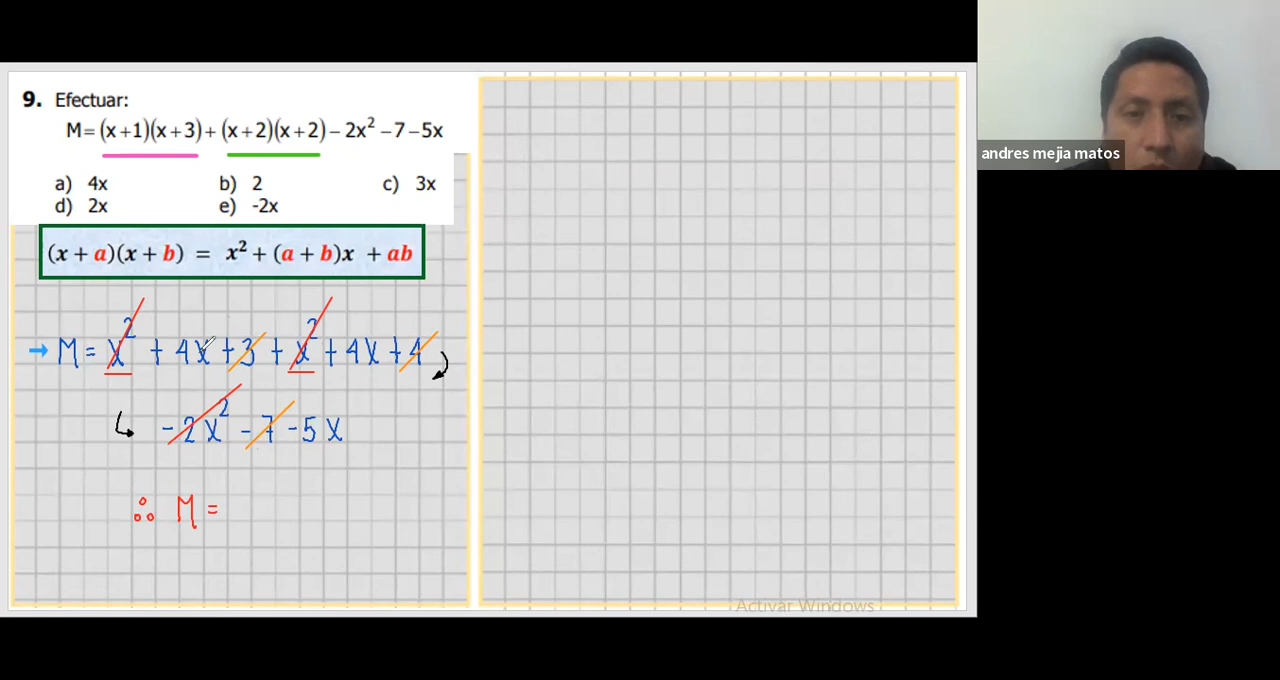 9. Efectuar:
M= (x+1)(x+3) + (x+2)(x+2) − 2x² − 7 − 5x
a) 4x b) 2 c) 3x
d) 2x e) -2x
(x + a)(x + b) = x² + (a + b)x + ab
→ M = x² + 4x + 3 + x² + 4x + 4
- 2x² - 7 - 5x
∴ M =
andres mejia matos
Activar Windows